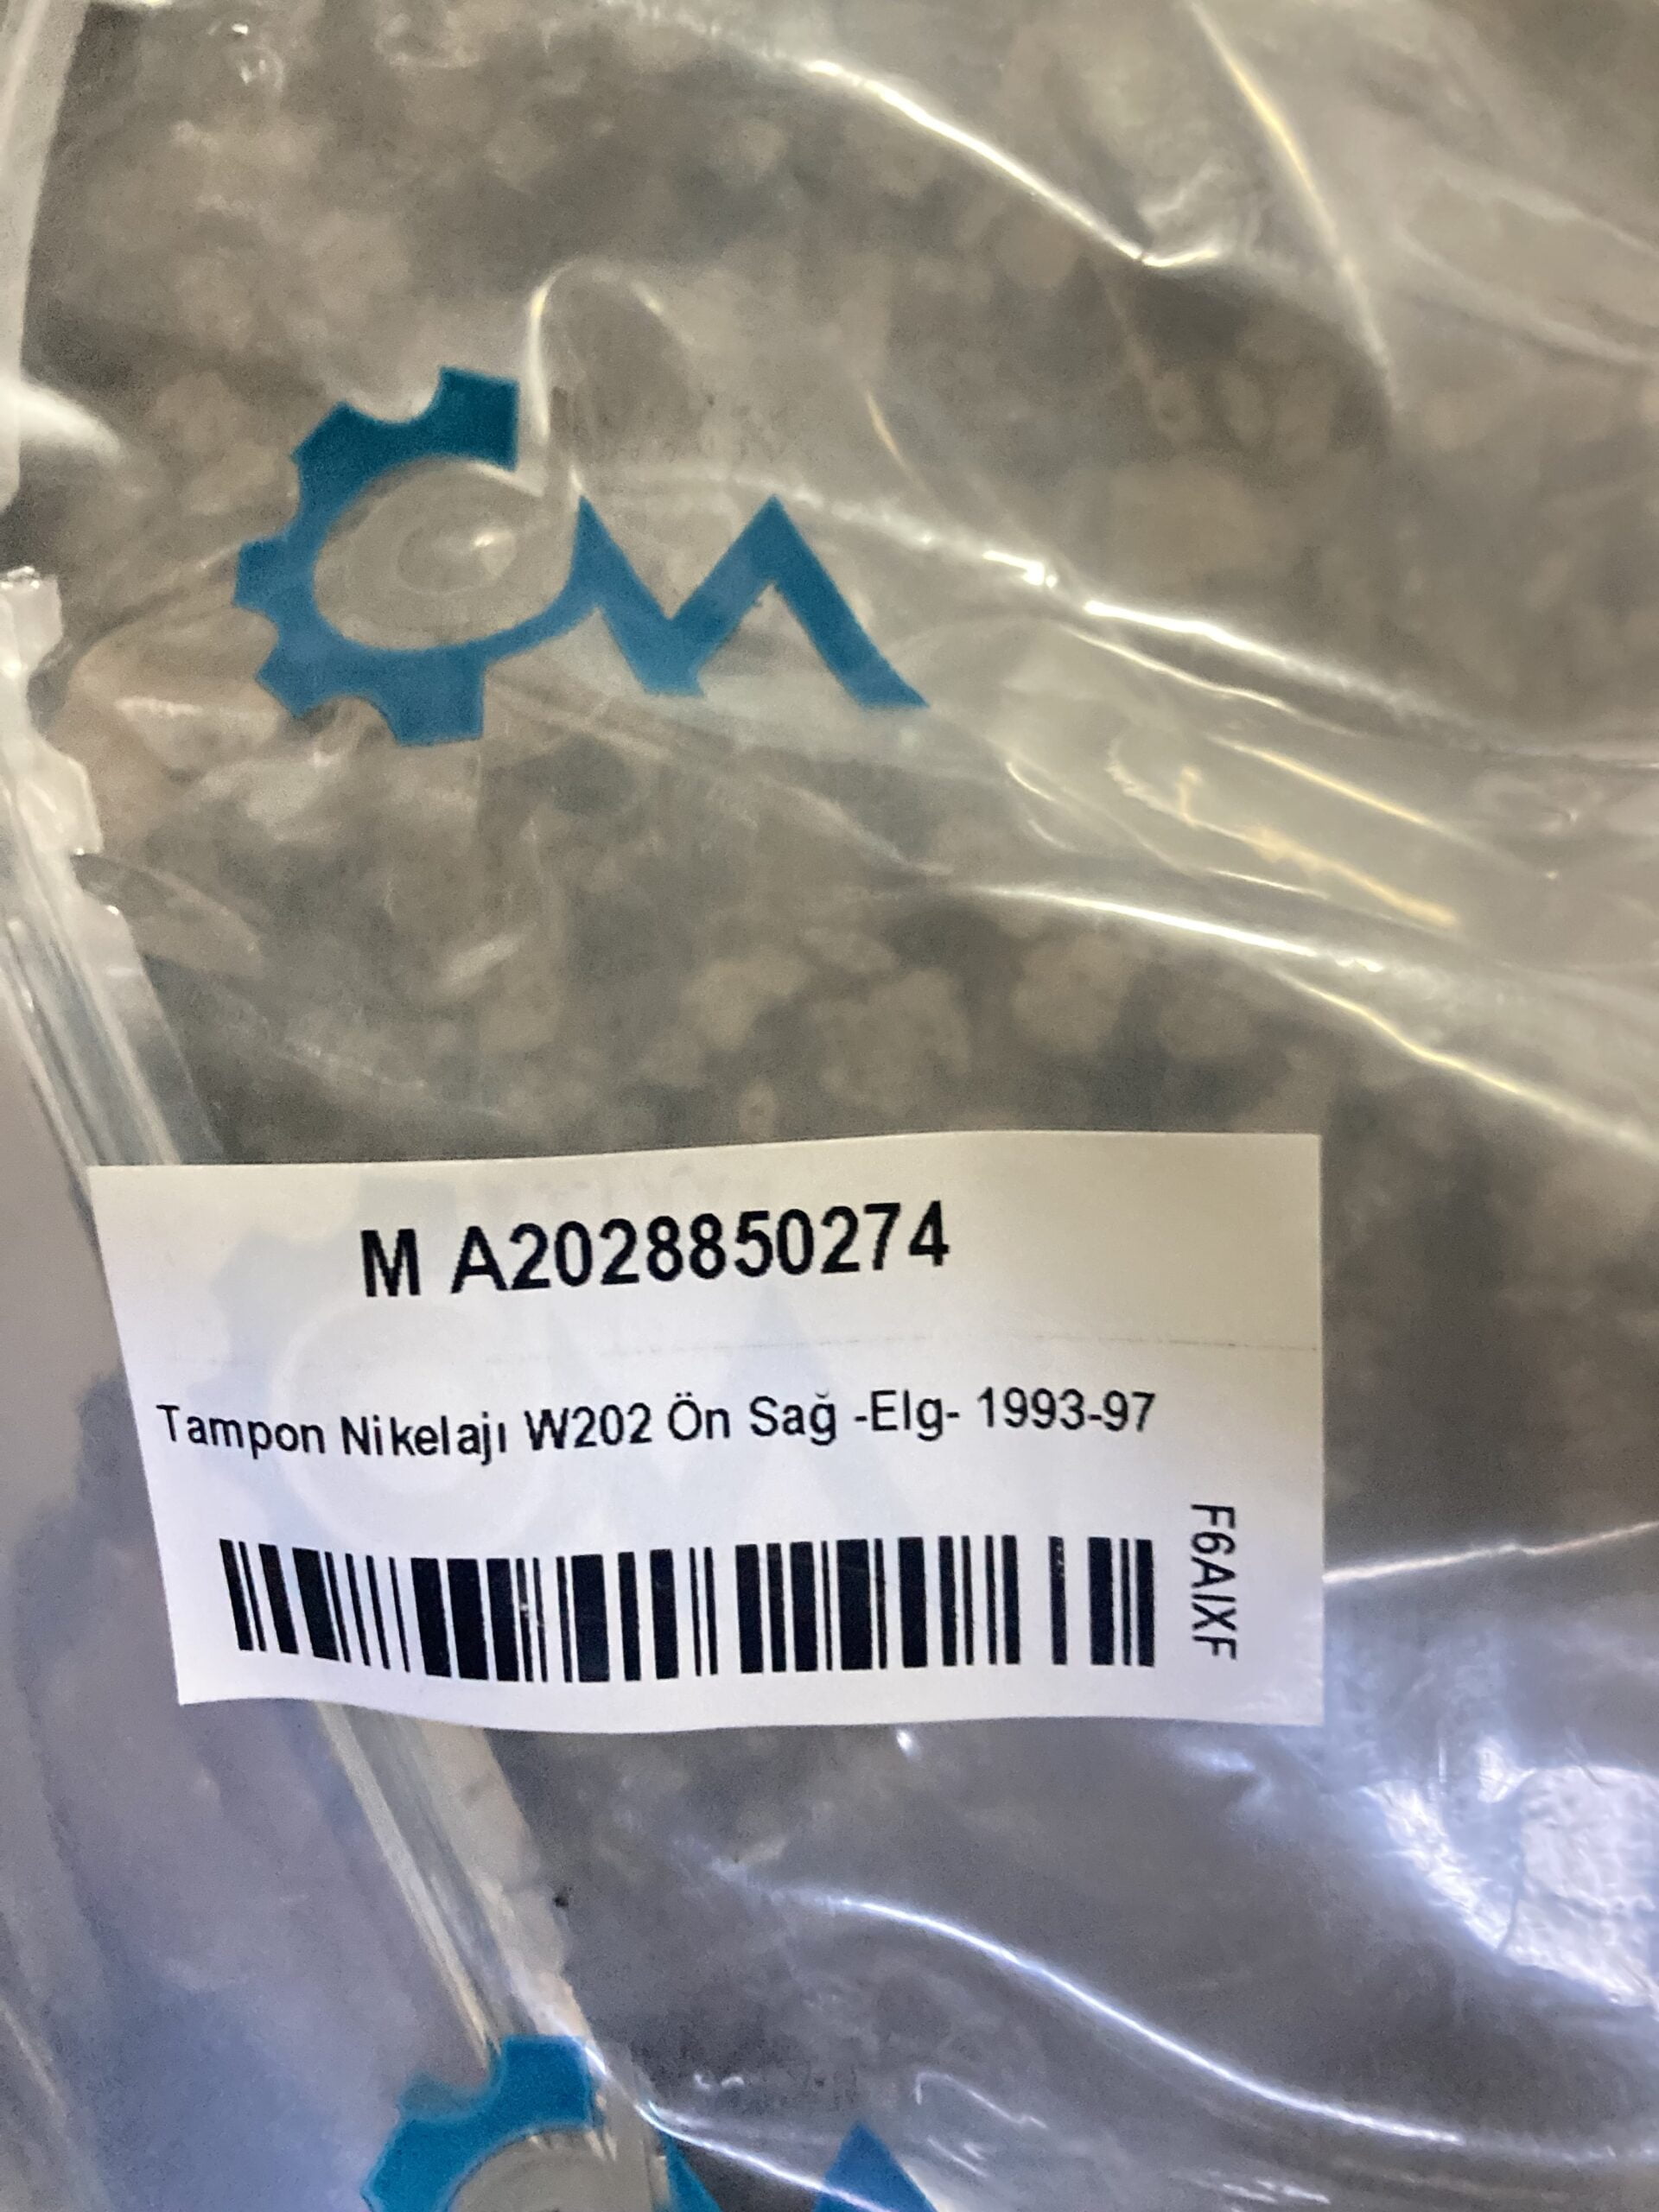 M A2028850274
Tampon Nikelajı W202 Ön Sağ -Elg- 1993-97
F6AIXF